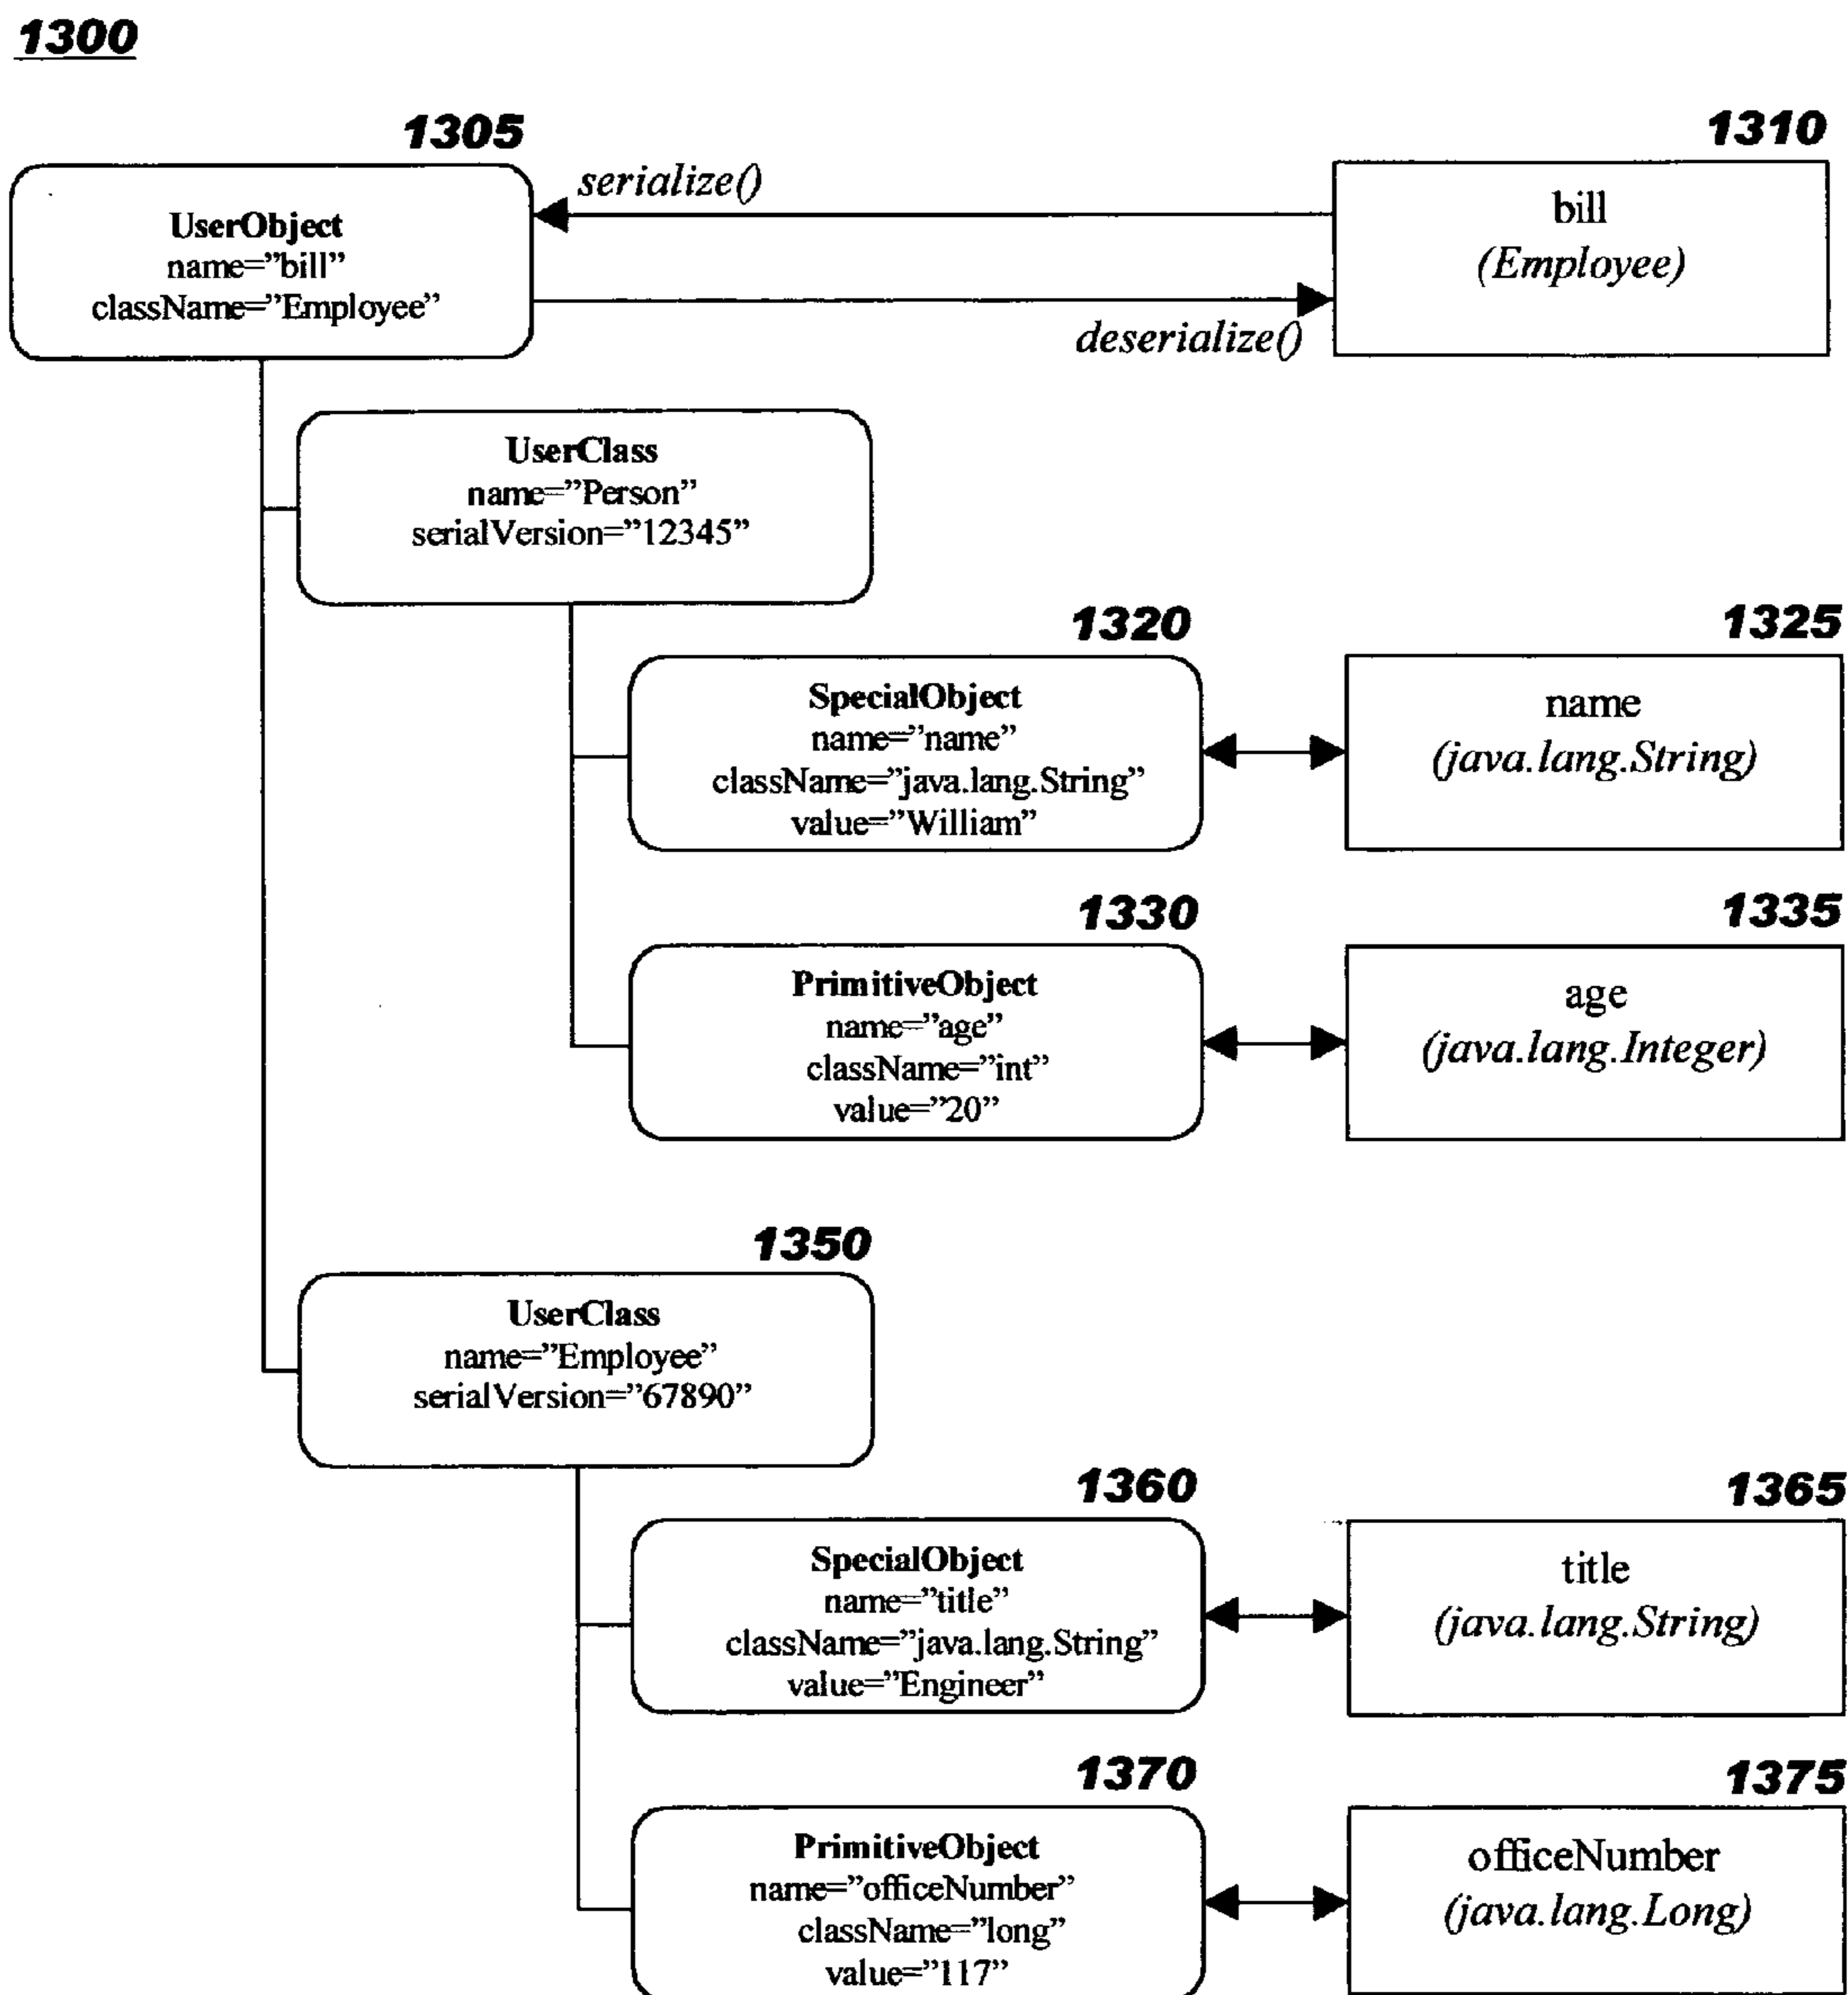 1300
1305
1310
UserObject
name=”bill”
className=”Employee”
serialize()
deserialize()
bill
(Employee)
UserClass
name=”Person”
serialVersion=”12345”
1320
1325
SpecialObject
name=”name”
className=”java.lang.String”
value=”William”
name
(java.lang.String)
1330
1335
PrimitiveObject
name=”age”
className=”int”
value=”20”
age
(java.lang.Integer)
1350
UserClass
name=”Employee”
serialVersion=”67890”
1360
1365
SpecialObject
name=”title”
className=”java.lang.String”
value=”Engineer”
title
(java.lang.String)
1370
1375
PrimitiveObject
name=”officeNumber”
className=”long”
value=”117”
officeNumber
(java.lang.Long)